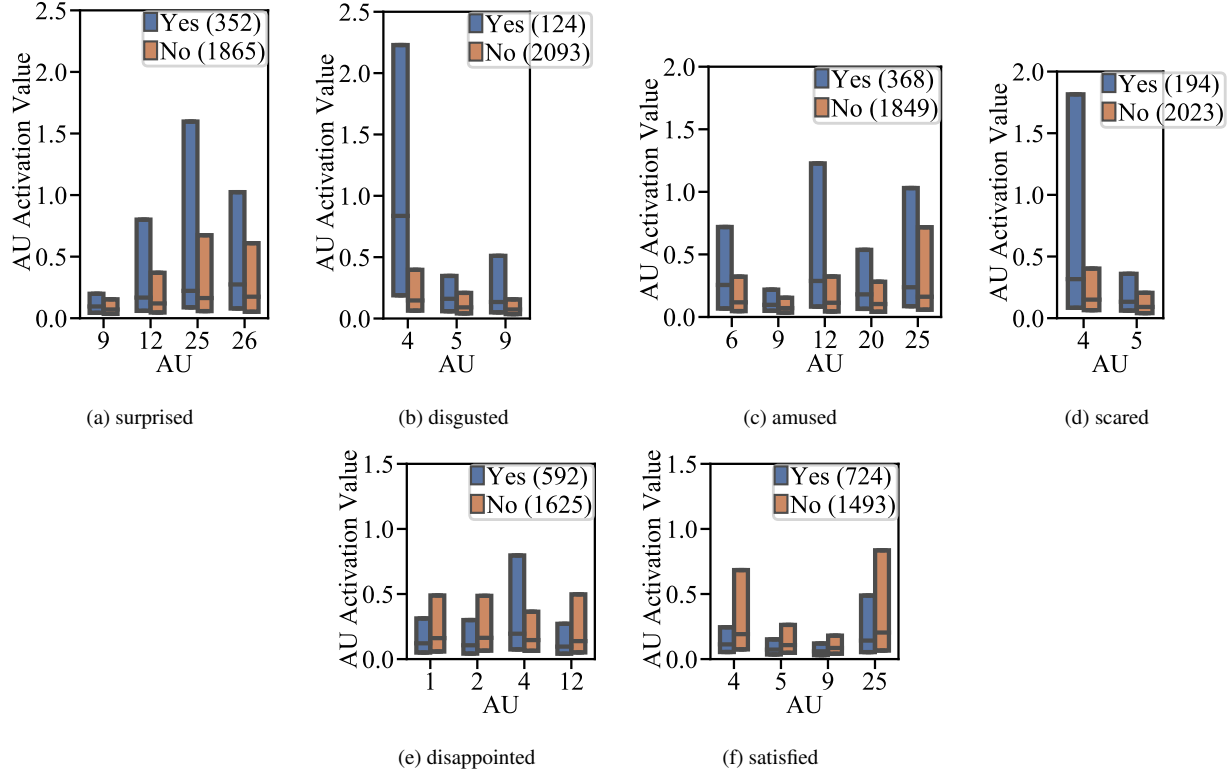 AU Activation Value
2.5
2.0
1.5
1.0
0.5
0.0
Yes (352)
No (1865)
9 12 25 26
AU
(a) surprised
AU Activation Value
2.5
2.0
1.5
1.0
0.5
0.0
Yes (124)
No (2093)
4 5 9
AU
(b) disgusted
AU Activation Value
2.0
1.5
1.0
0.5
0.0
Yes (368)
No (1849)
6 9 12 20 25
AU
(c) amused
AU Activation Value
2.0
1.5
1.0
0.5
0.0
Yes (194)
No (2023)
4 5
AU
(d) scared
AU Activation Value
1.5
1.0
0.5
0.0
Yes (592)
No (1625)
1 2 4 12
AU
(e) disappointed
AU Activation Value
1.5
1.0
0.5
0.0
Yes (724)
No (1493)
4 5 9 25
AU
(f) satisfied